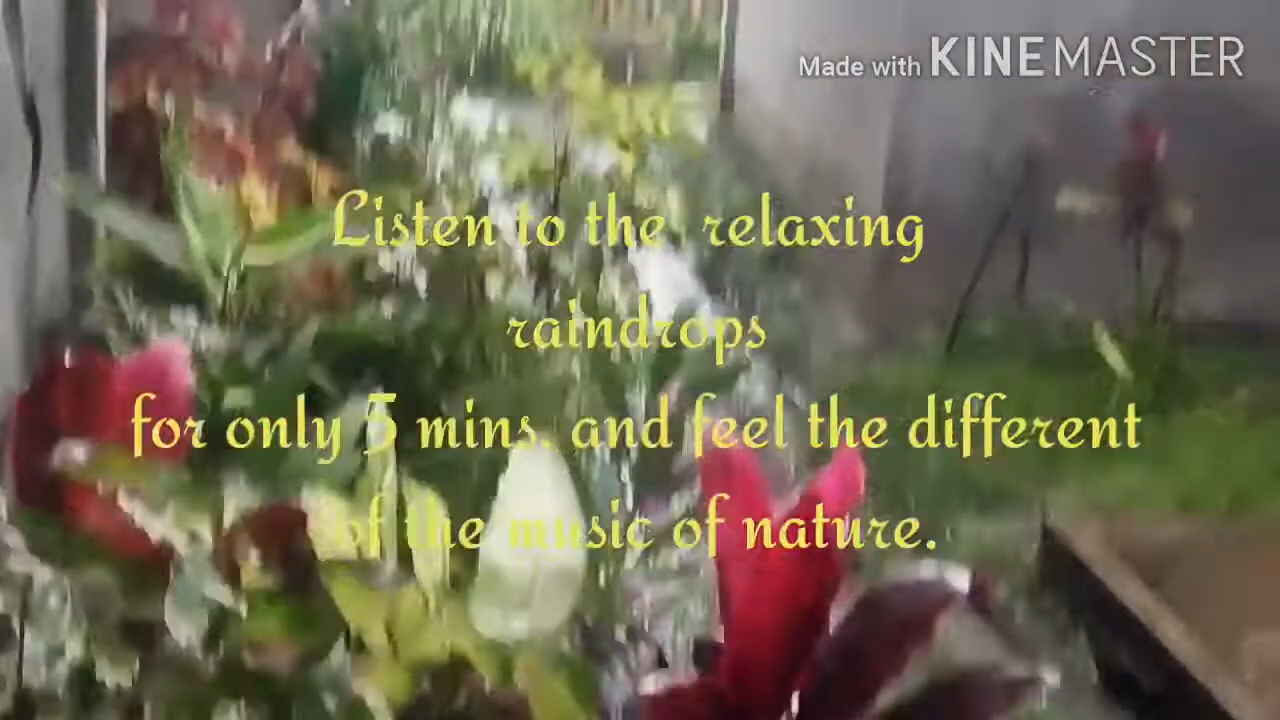 Made with KINEMASTER
Listen to the relaxing
raindrops
for only 5 mins. and feel the different
of the music of nature.